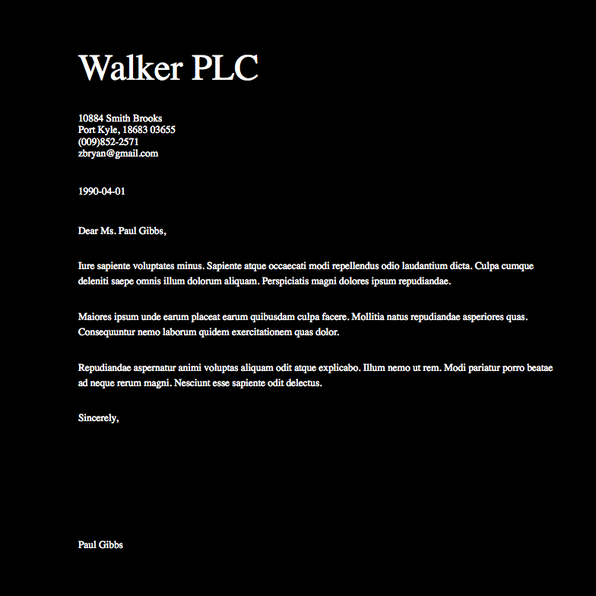 Walker PLC
10884 Smith Brooks
Port Kyle, 18683 03655
(009)852-2571
zbryan@gmail.com
1990-04-01
Dear Ms. Paul Gibbs,
Iure sapiente voluptates minus. Sapiente atque occaecati modi repellendus odio laudantium dicta. Culpa cumque
deleniti saepe omnis illum dolorum aliquam. Perspiciatis magni dolores ipsum repudiandae.
Maiores ipsum unde earum placeat earum quibusdam culpa facere. Mollitia natus repudiandae asperiores quas.
Consequuntur nemo laborum quidem exercitationem quas dolor.
Repudiandae aspernatur animi voluptas aliquam odit atque explicabo. Illum nemo ut rem. Modi pariatur porro beatae
ad neque rerum magni. Nesciunt esse sapiente odit delectus.
Sincerely,
Paul Gibbs